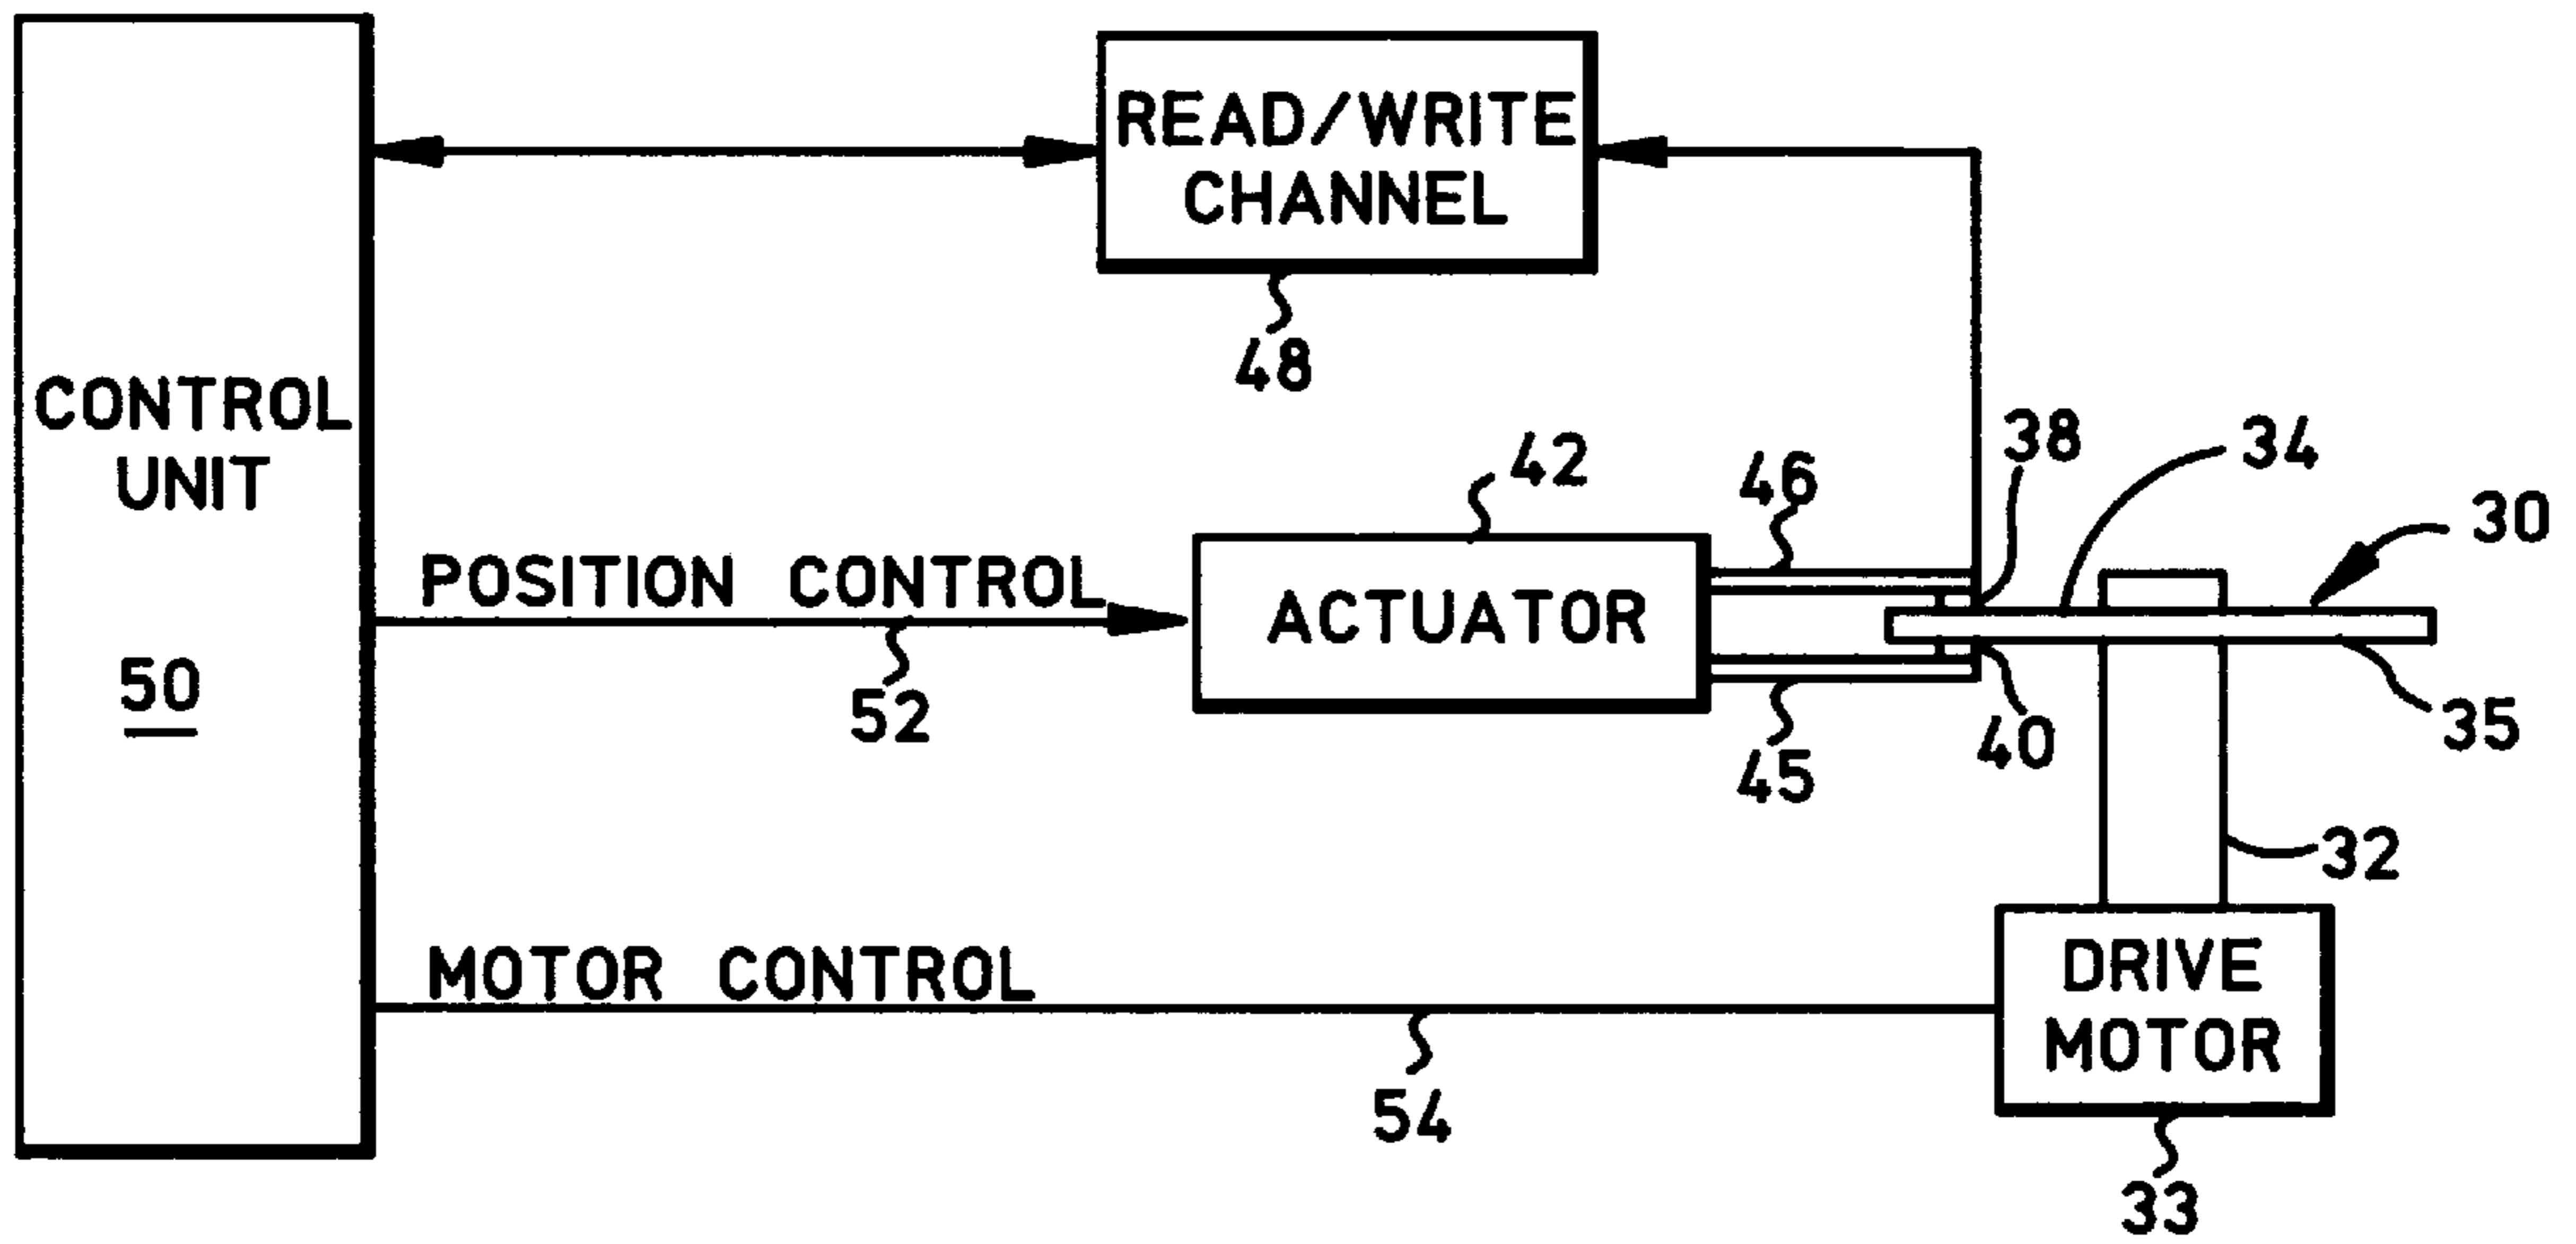 READ/WRITE
CHANNEL
48
CONTROL
UNIT
50
POSITION CONTROL
52
42
ACTUATOR
46
45
38
40
34
30
35
32
MOTOR CONTROL
54
DRIVE
MOTOR
33